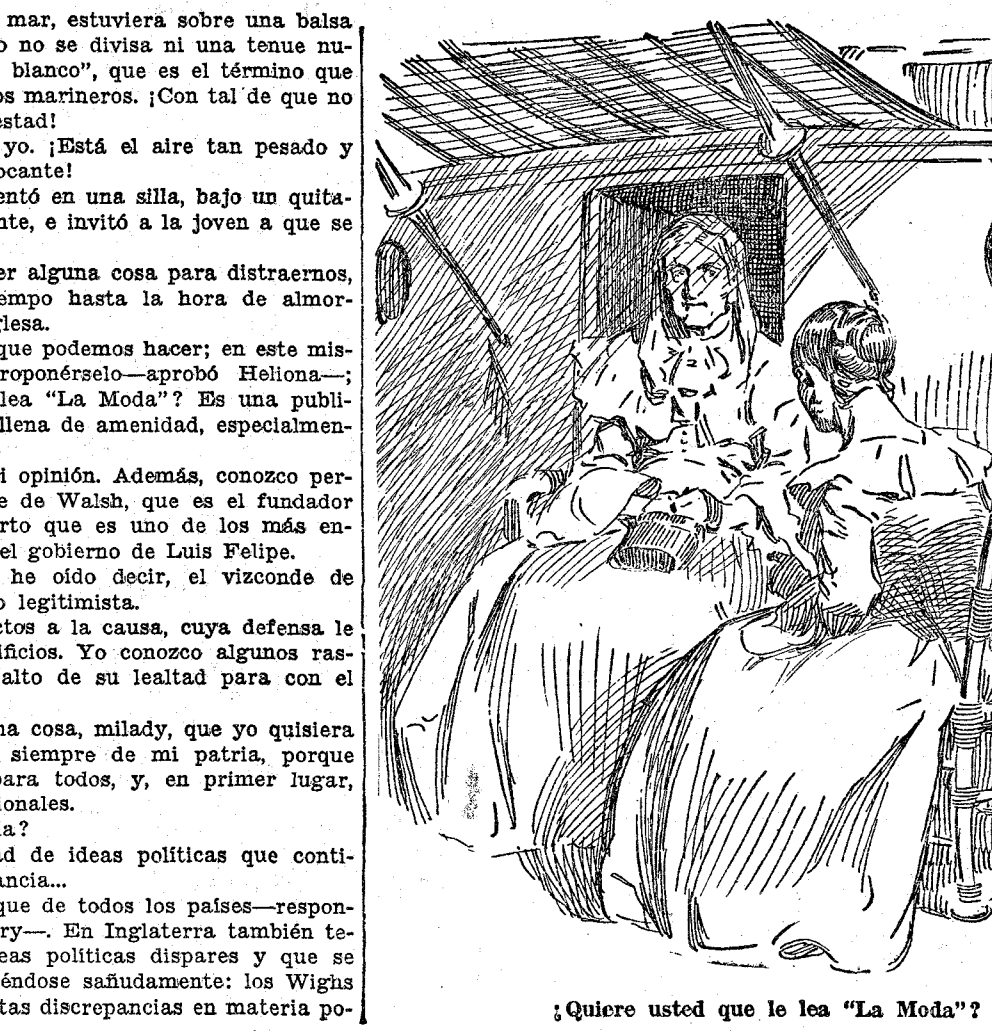 mar, estuviera sobre una balsa
o no se divisa ni una tenue nu-
blanco", que es el término que
os marineros. ¡Con tal de que no
estad!
yo. ¡Está el aire tan pesado y
ocante!
entó en una silla, bajo un quita-
nte, e invitó a la joven a que se
er alguna cosa para distraernos,
empo hasta la hora de almor-
glesa.
que podemos hacer; en este mis-
roponérselo—aprobó Heliona—;
lea "La Moda"? Es una publi-
llena de amenidad, especialmen-
i opinión. Además, conozco per-
e de Walsh, que es el fundador
erto que es uno de los más en-
el gobierno de Luis Felipe.
he oído decir, el vizconde de
o legitimista.
ctos a la causa, cuya defensa le
ificios. Yo conozco algunos ras-
alto de su lealtad para con el
na cosa, milady, que yo quisiera
siempre de mi patria, porque
para todos, y, en primer lugar,
ionales.
ia?
ad de ideas políticas que conti-
ancia...
que de todos los países—respon-
ry—. En Inglaterra también te-
eas políticas dispares y que se
éndose sañudamente: los Wighs
tas discrepancias en materia po-
¿Quiere usted que le lea "La Moda"?